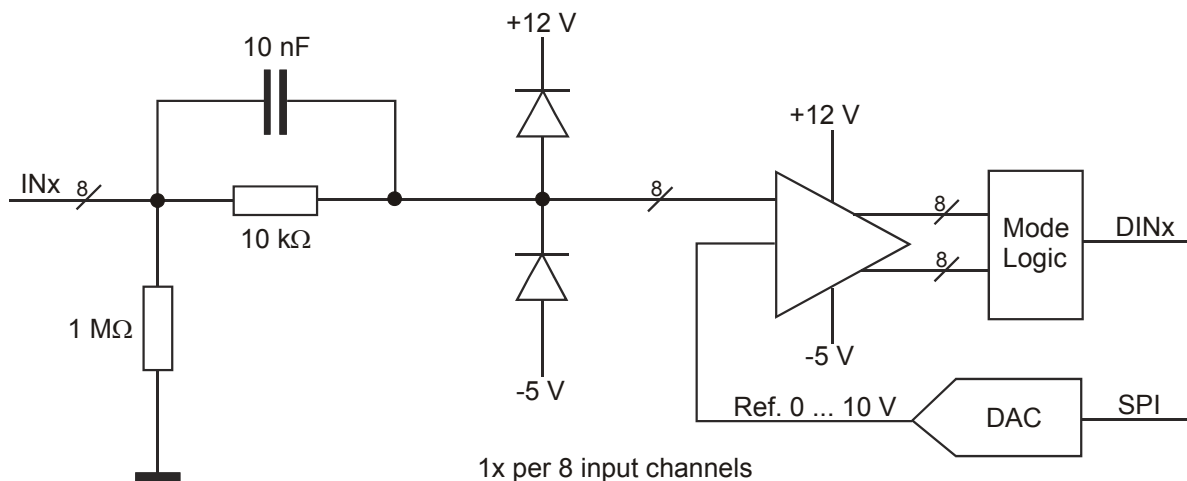 +12 V
10 nF
+12 V
INx
8
8
8
10 kΩ
Mode
Logic
DINx
8
1 MΩ
-5 V
-5 V
Ref. 0 ... 10 V
DAC
SPI
1x per 8 input channels